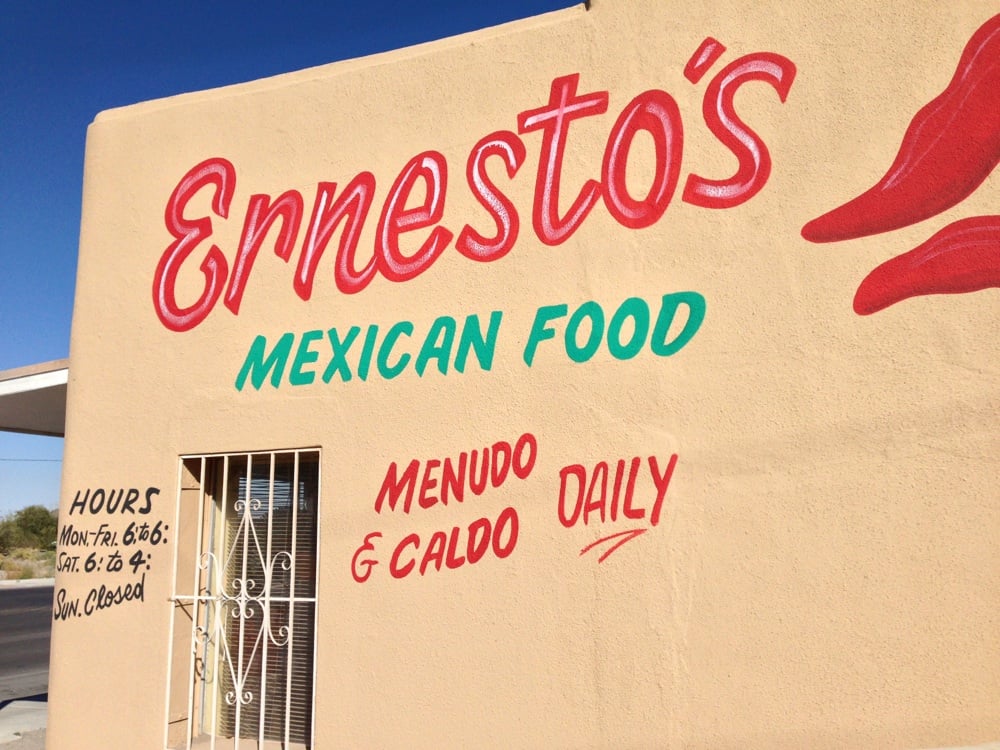 Ernesto's
MEXICAN FOOD
MENUDO
& CALDO DAILY
HOURS
MON.-FRI. 6: to 6:
SAT. 6: to 4:
SUN. Closed